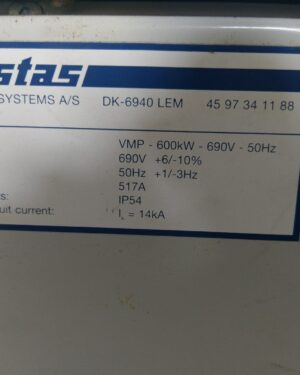 stas
SYSTEMS A/S DK-6940 LEM 45 97 34 11 88
VMP - 600kW - 690V - 50Hz
690V +6/-10%
50Hz +1/-3Hz
517A
s: IP54
uit current: Ik = 14kA